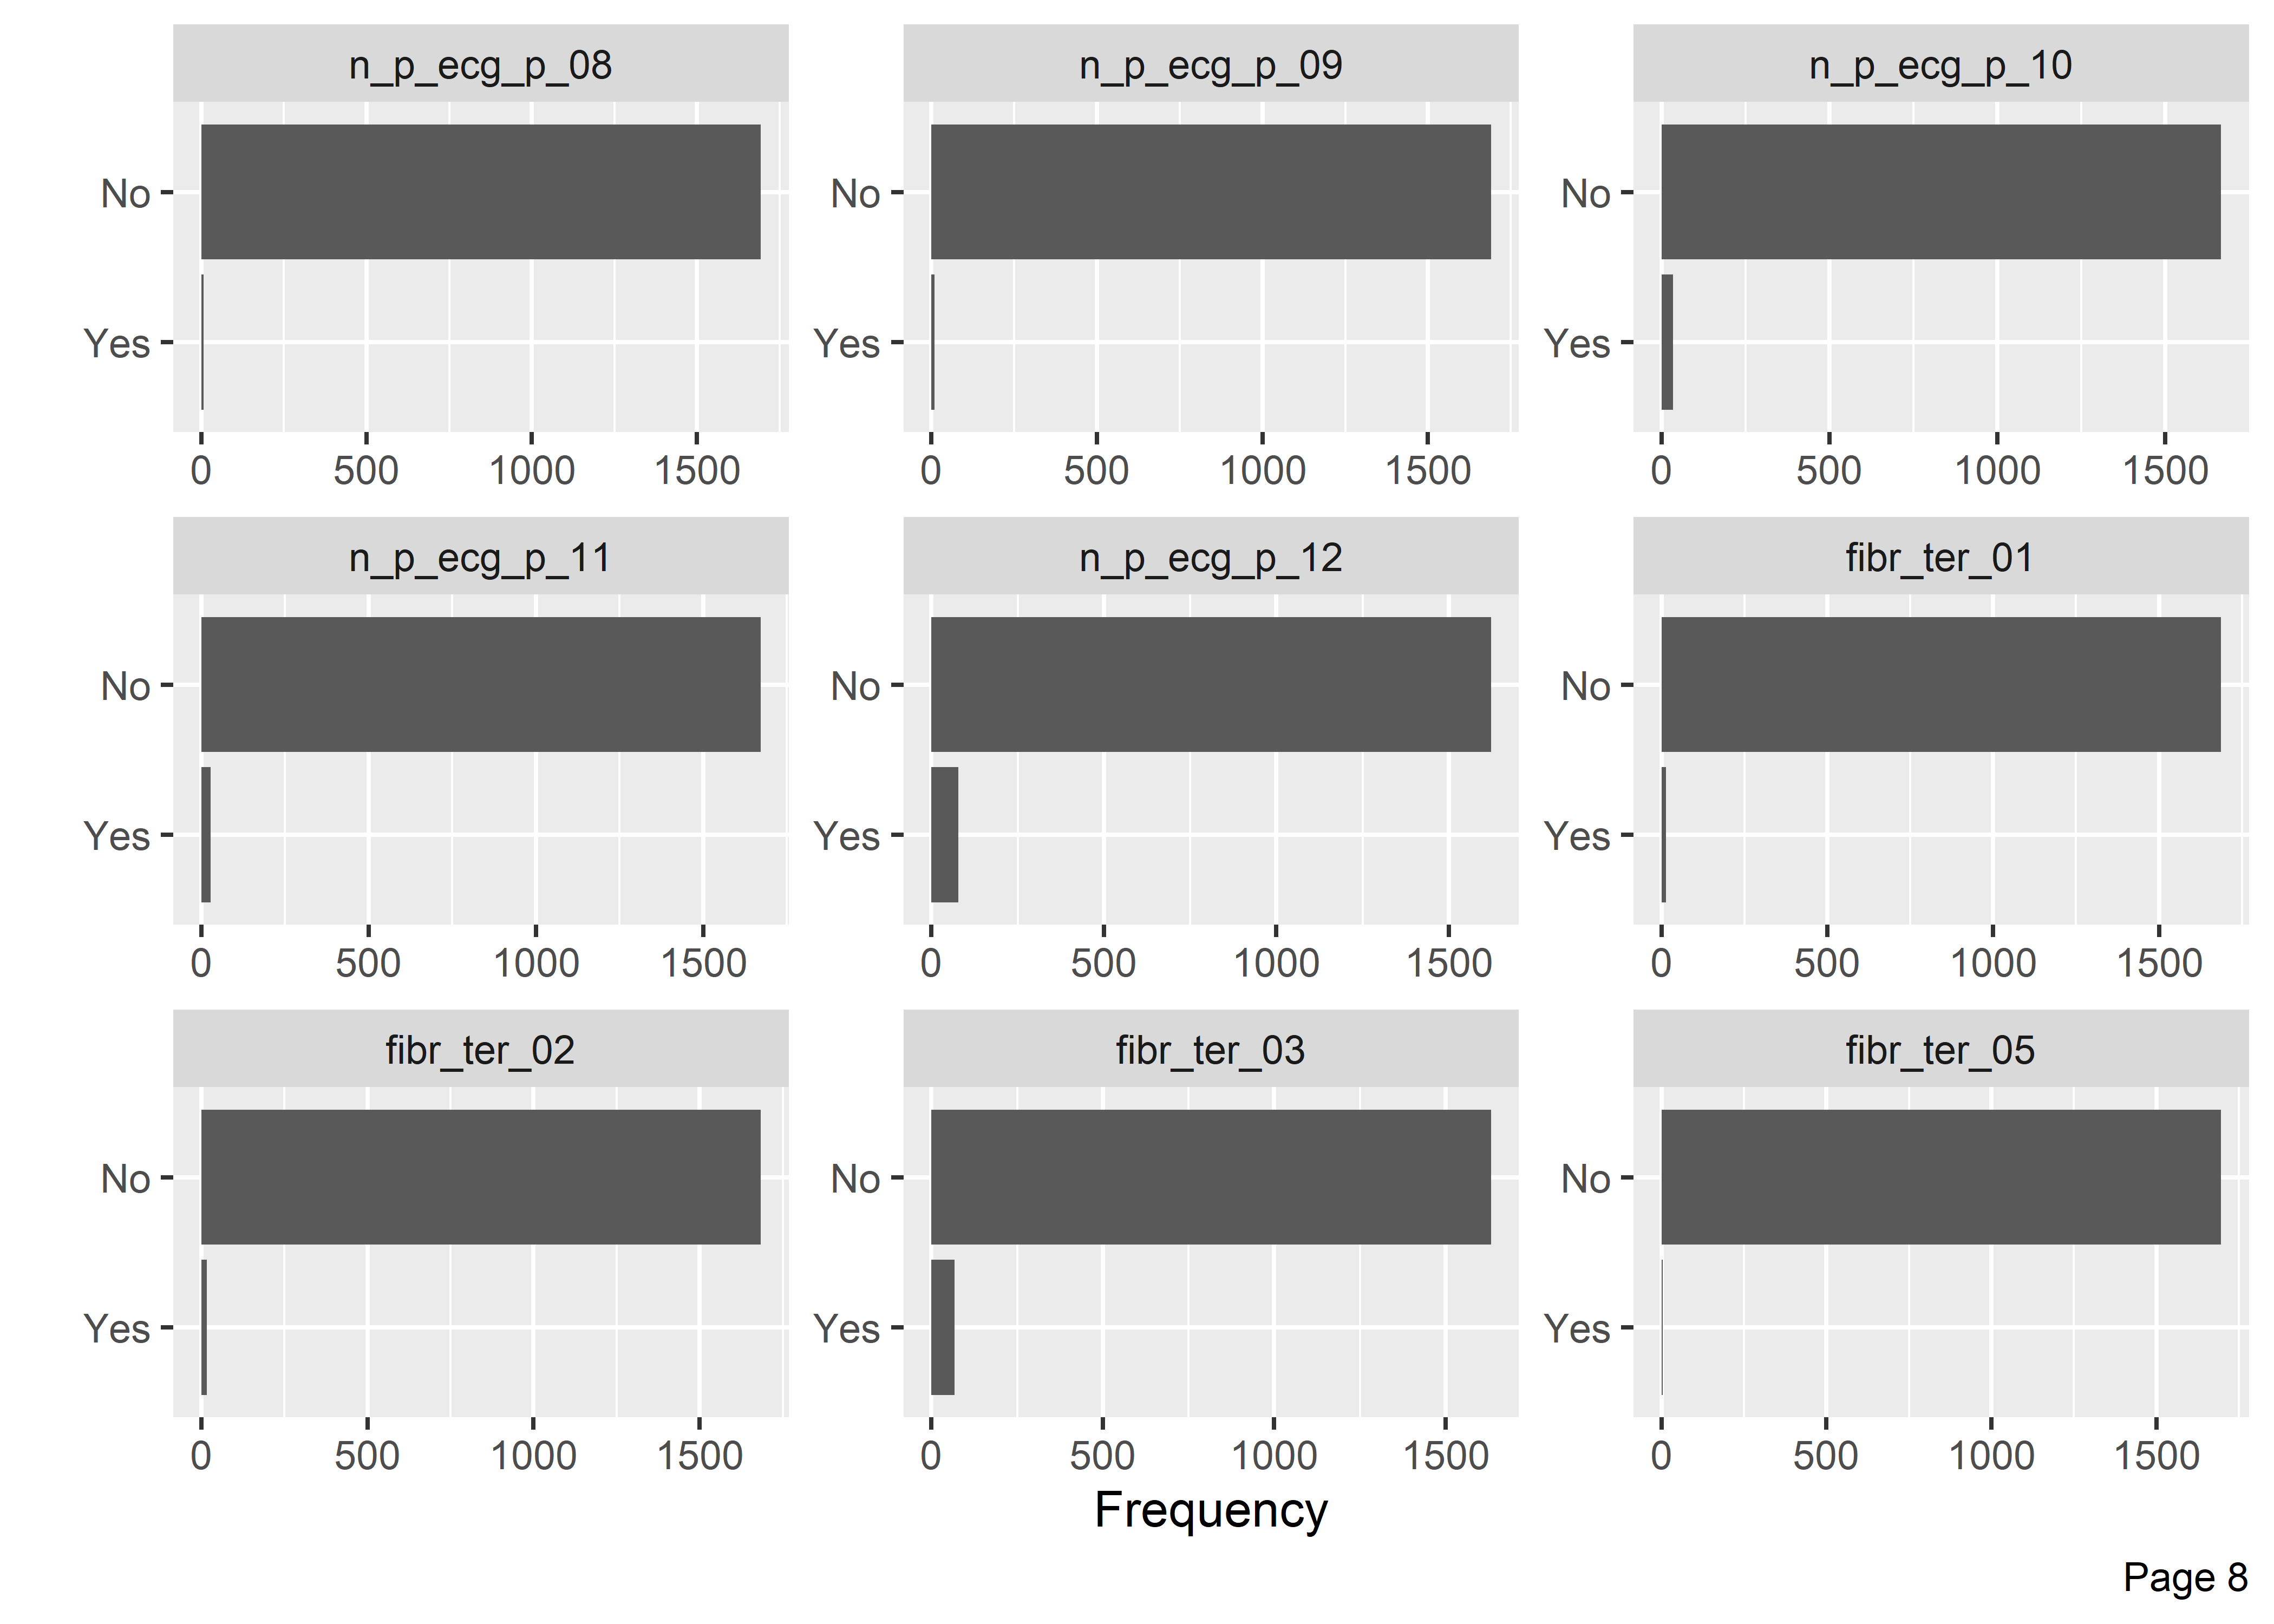 n_p_ecg_p_08 n_p_ecg_p_09 n_p_ecg_p_10
No No No
Yes Yes Yes
0 500 1000 1500 0 500 1000 1500 0 500 1000 1500
n_p_ecg_p_11 n_p_ecg_p_12 fibr_ter_01
No No No
Yes Yes Yes
0 500 1000 1500 0 500 1000 1500 0 500 1000 1500
fibr_ter_02 fibr_ter_03 fibr_ter_05
No No No
Yes Yes Yes
0 500 1000 1500 0 500 1000 1500 0 500 1000 1500
Frequency
Page 8